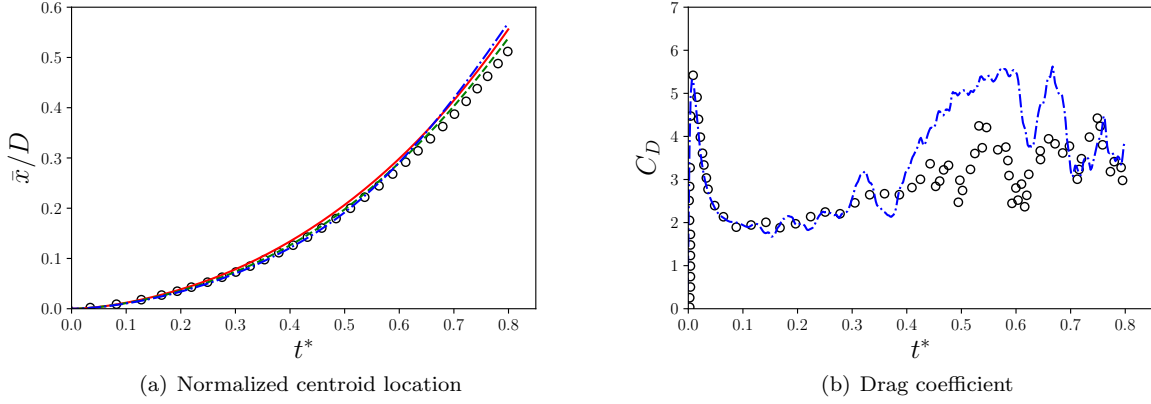 0.6
0.5
0.4
0.3
0.2
0.1
0.0
x̄/D
0.0 0.1 0.2 0.3 0.4 0.5 0.6 0.7 0.8
t*
(a) Normalized centroid location
7
6
5
4
3
2
1
0
C_D
0.0 0.1 0.2 0.3 0.4 0.5 0.6 0.7 0.8
t*
(b) Drag coefficient